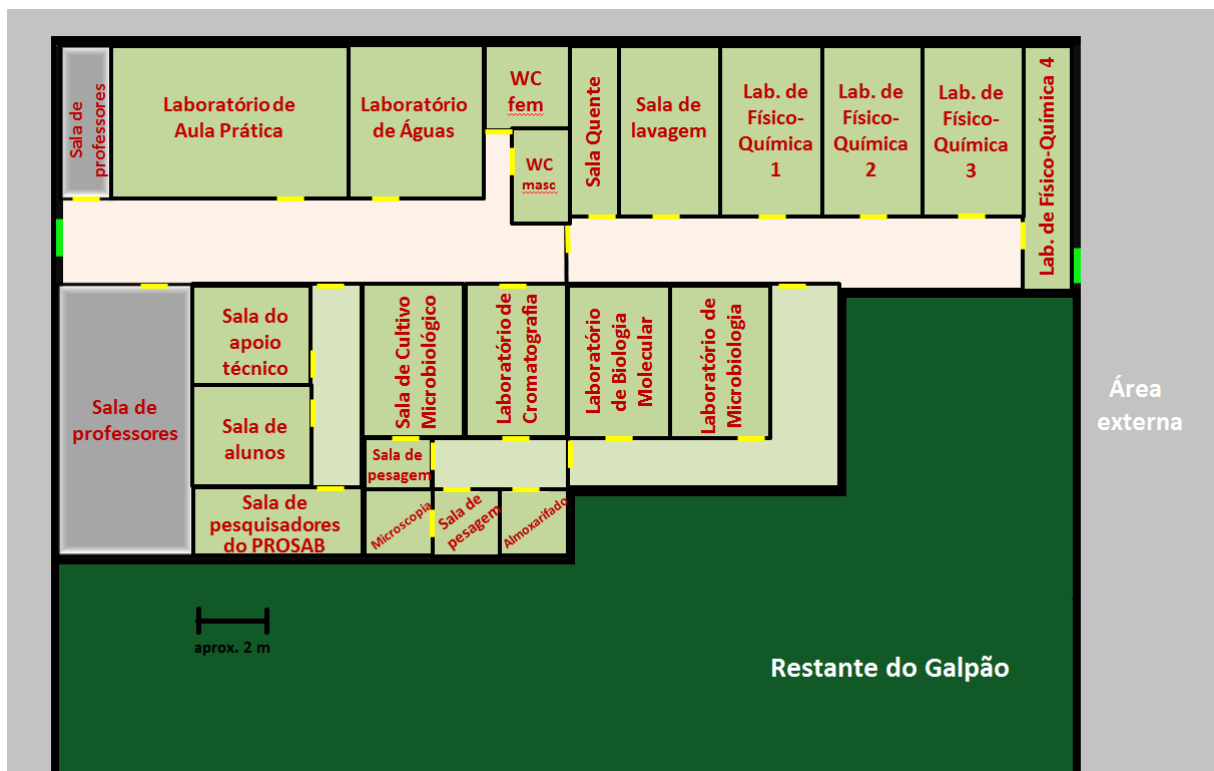 Sala de
professores
Laboratório de
Aula Prática
Laboratório
de Águas
WC
fem
WC
masc
Sala Quente
Sala de
lavagem
Lab. de
Físico-
Química
1
Lab. de
Físico-
Química
2
Lab. de
Físico-
Química
3
Lab. de Físico-Química 4
Sala de
professores
Sala do
apoio
técnico
Sala de
alunos
Sala de
pesquisadores
do PROSAB
Sala de Cultivo
Microbiológico
Laboratório de
Cromatografia
Laboratório
de Biologia
Molecular
Laboratório de
Microbiologia
Sala de
pesagem
Microscopia
Sala de
pesagem
Almoxarifado
Área
externa
aprox. 2 m
Restante do Galpão